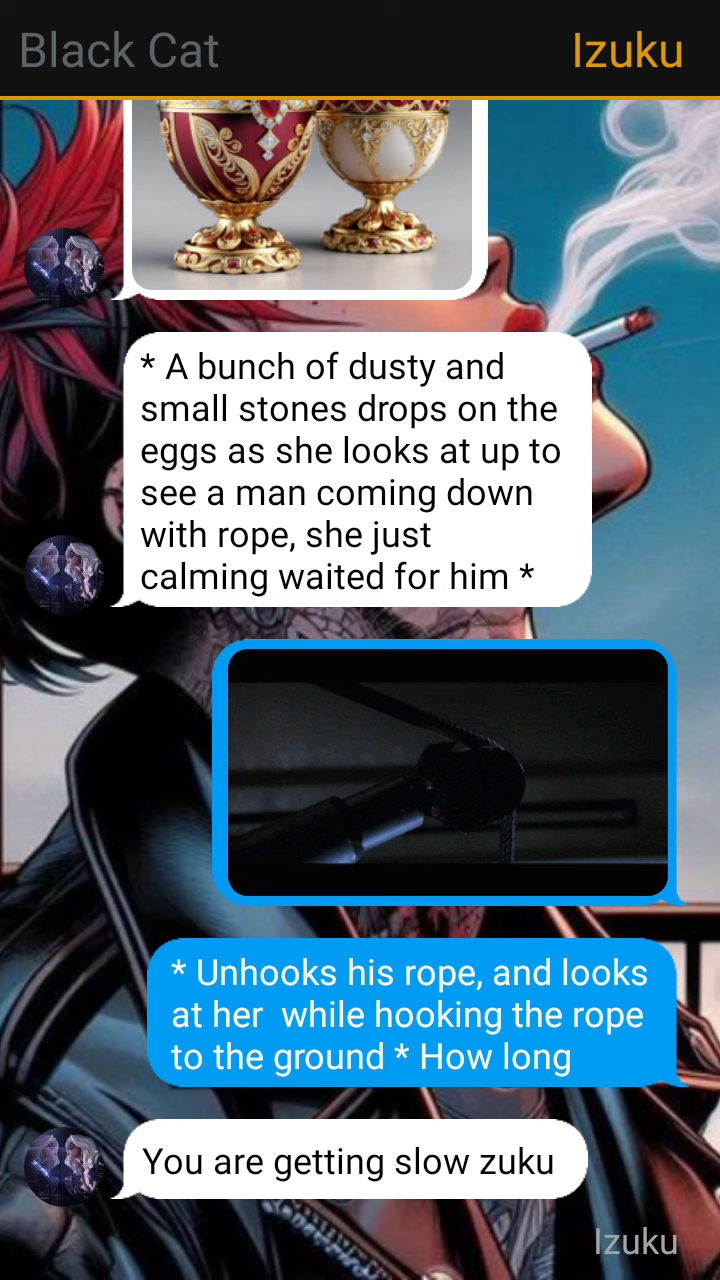 Black Cat
Izuku
* A bunch of dusty and
small stones drops on the
eggs as she looks at up to
see a man coming down
with rope, she just
calming waited for him *
* Unhooks his rope, and looks
at her  while hooking the rope
to the ground * How long
You are getting slow zuku
Izuku